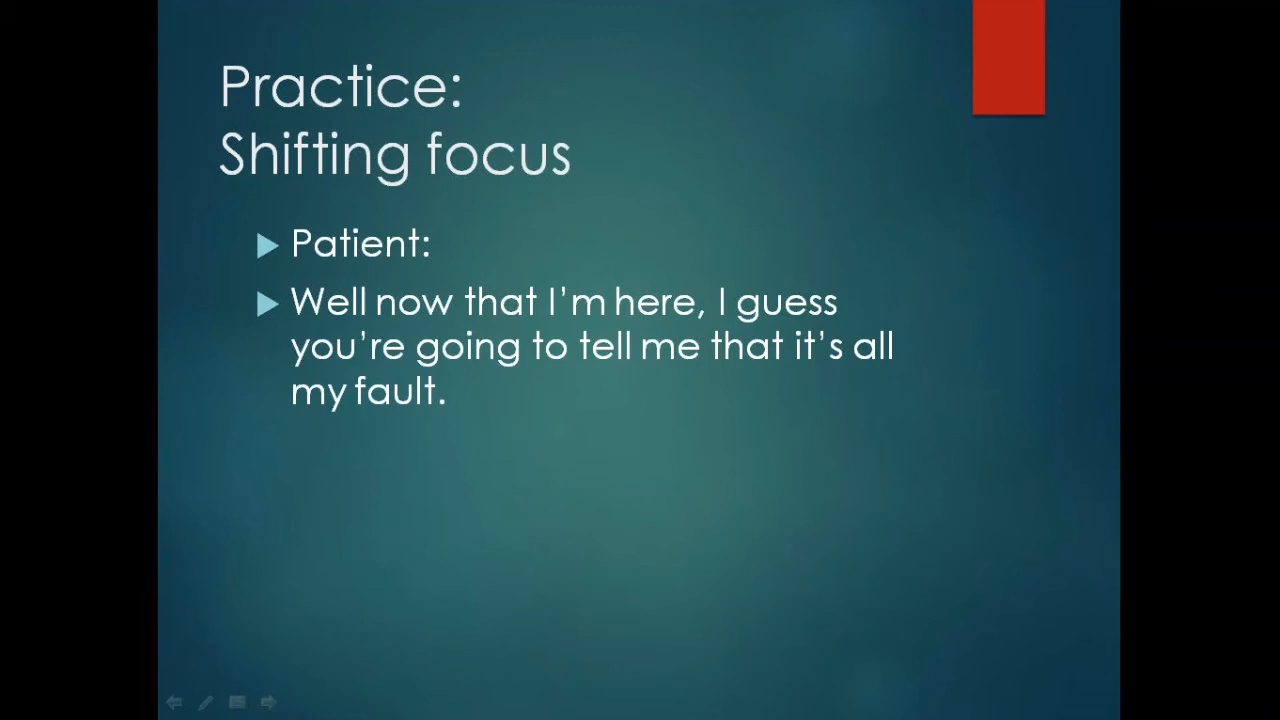 Practice:
Shifting focus
Patient:
Well now that I’m here, I guess
you’re going to tell me that it’s all
my fault.